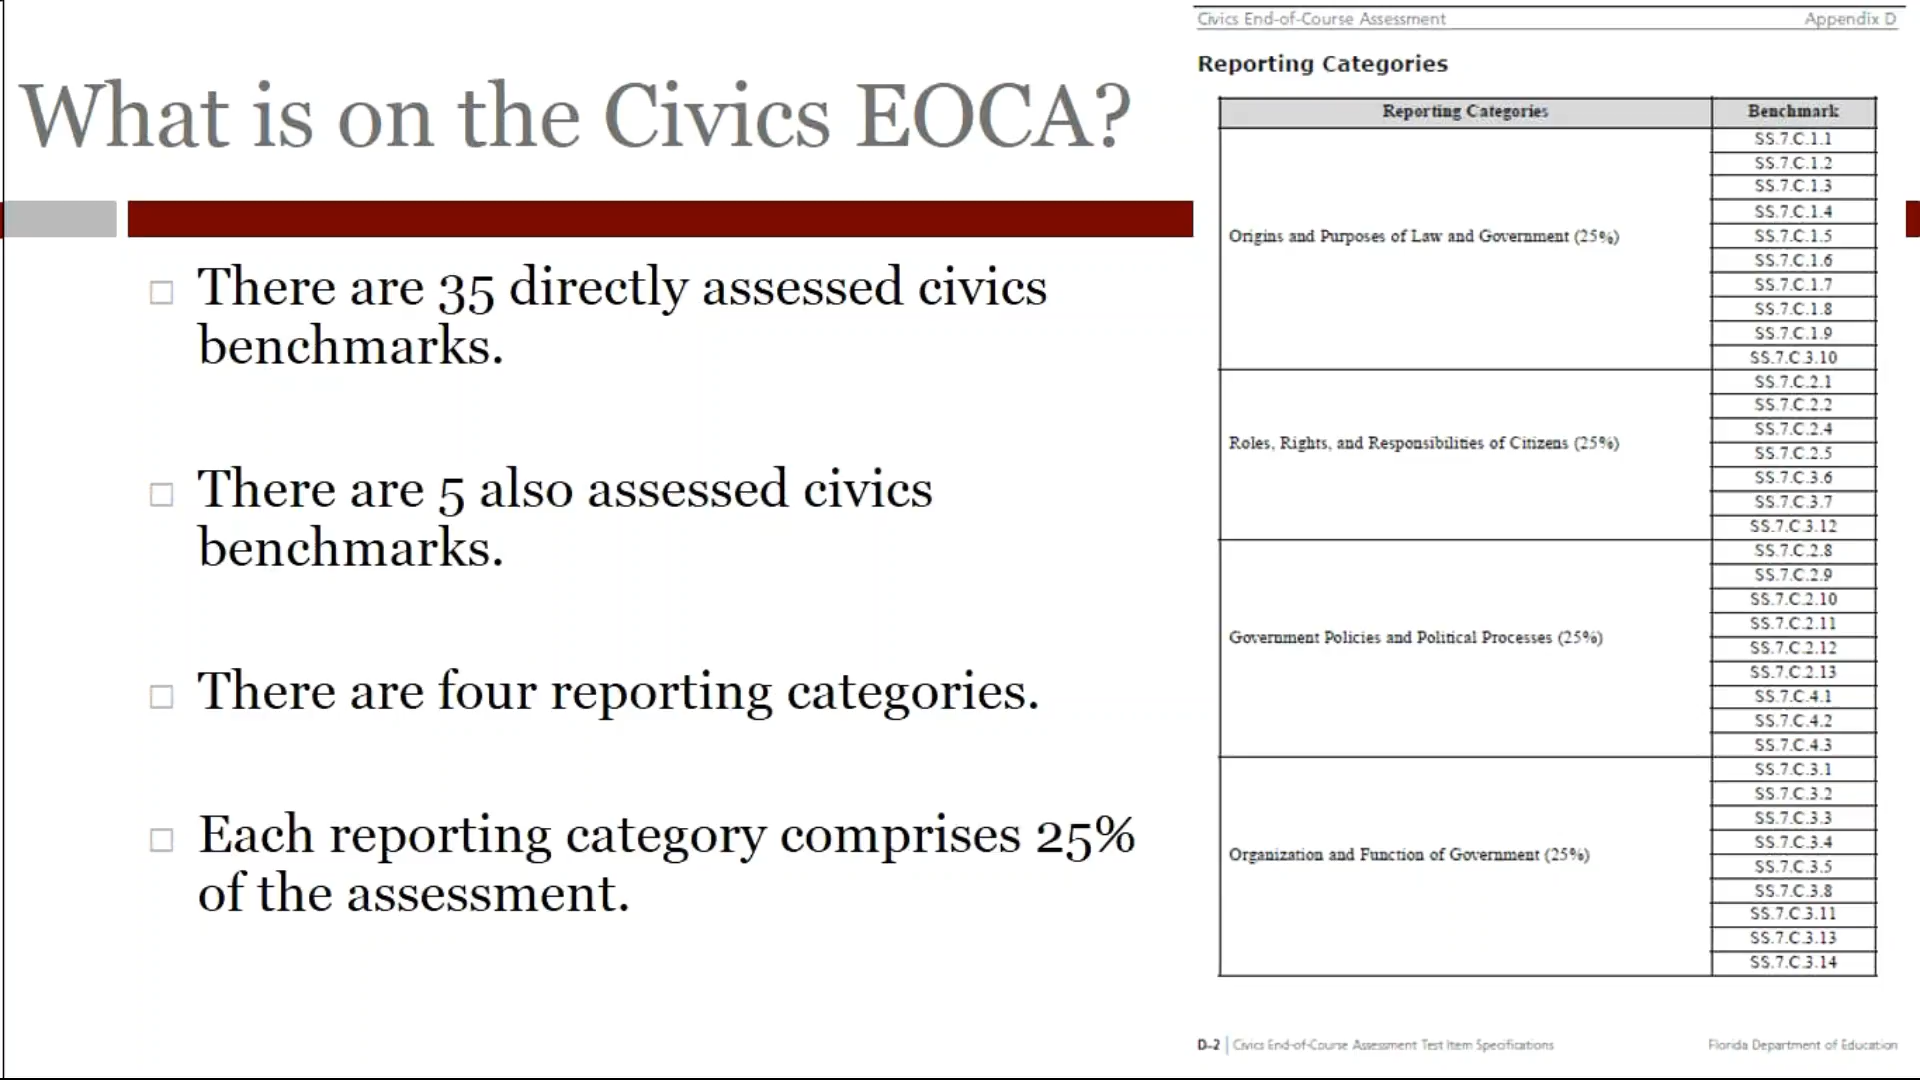 What is on the Civics EOCA?
There are 35 directly assessed civics
benchmarks.
There are 5 also assessed civics
benchmarks.
There are four reporting categories.
Each reporting category comprises 25%
of the assessment.
Civics End-of-Course Assessment Appendix D
Reporting Categories
Reporting Categories Benchmark
Origins and Purposes of Law and Government (25%)
SS.7.C.1.1
SS.7.C.1.2
SS.7.C.1.3
SS.7.C.1.4
SS.7.C.1.5
SS.7.C.1.6
SS.7.C.1.7
SS.7.C.1.8
SS.7.C.1.9
SS.7.C.3.10
Roles, Rights, and Responsibilities of Citizens (25%)
SS.7.C.2.1
SS.7.C.2.2
SS.7.C.2.4
SS.7.C.2.5
SS.7.C.3.6
SS.7.C.3.7
SS.7.C.3.12
Government Policies and Political Processes (25%)
SS.7.C.2.8
SS.7.C.2.9
SS.7.C.2.10
SS.7.C.2.11
SS.7.C.2.12
SS.7.C.2.13
SS.7.C.4.1
SS.7.C.4.2
SS.7.C.4.3
Organization and Function of Government (25%)
SS.7.C.3.1
SS.7.C.3.2
SS.7.C.3.3
SS.7.C.3.4
SS.7.C.3.5
SS.7.C.3.8
SS.7.C.3.11
SS.7.C.3.13
SS.7.C.3.14
D-2 | Civics End-of-Course Assessment Test Item Specifications Florida Department of Education